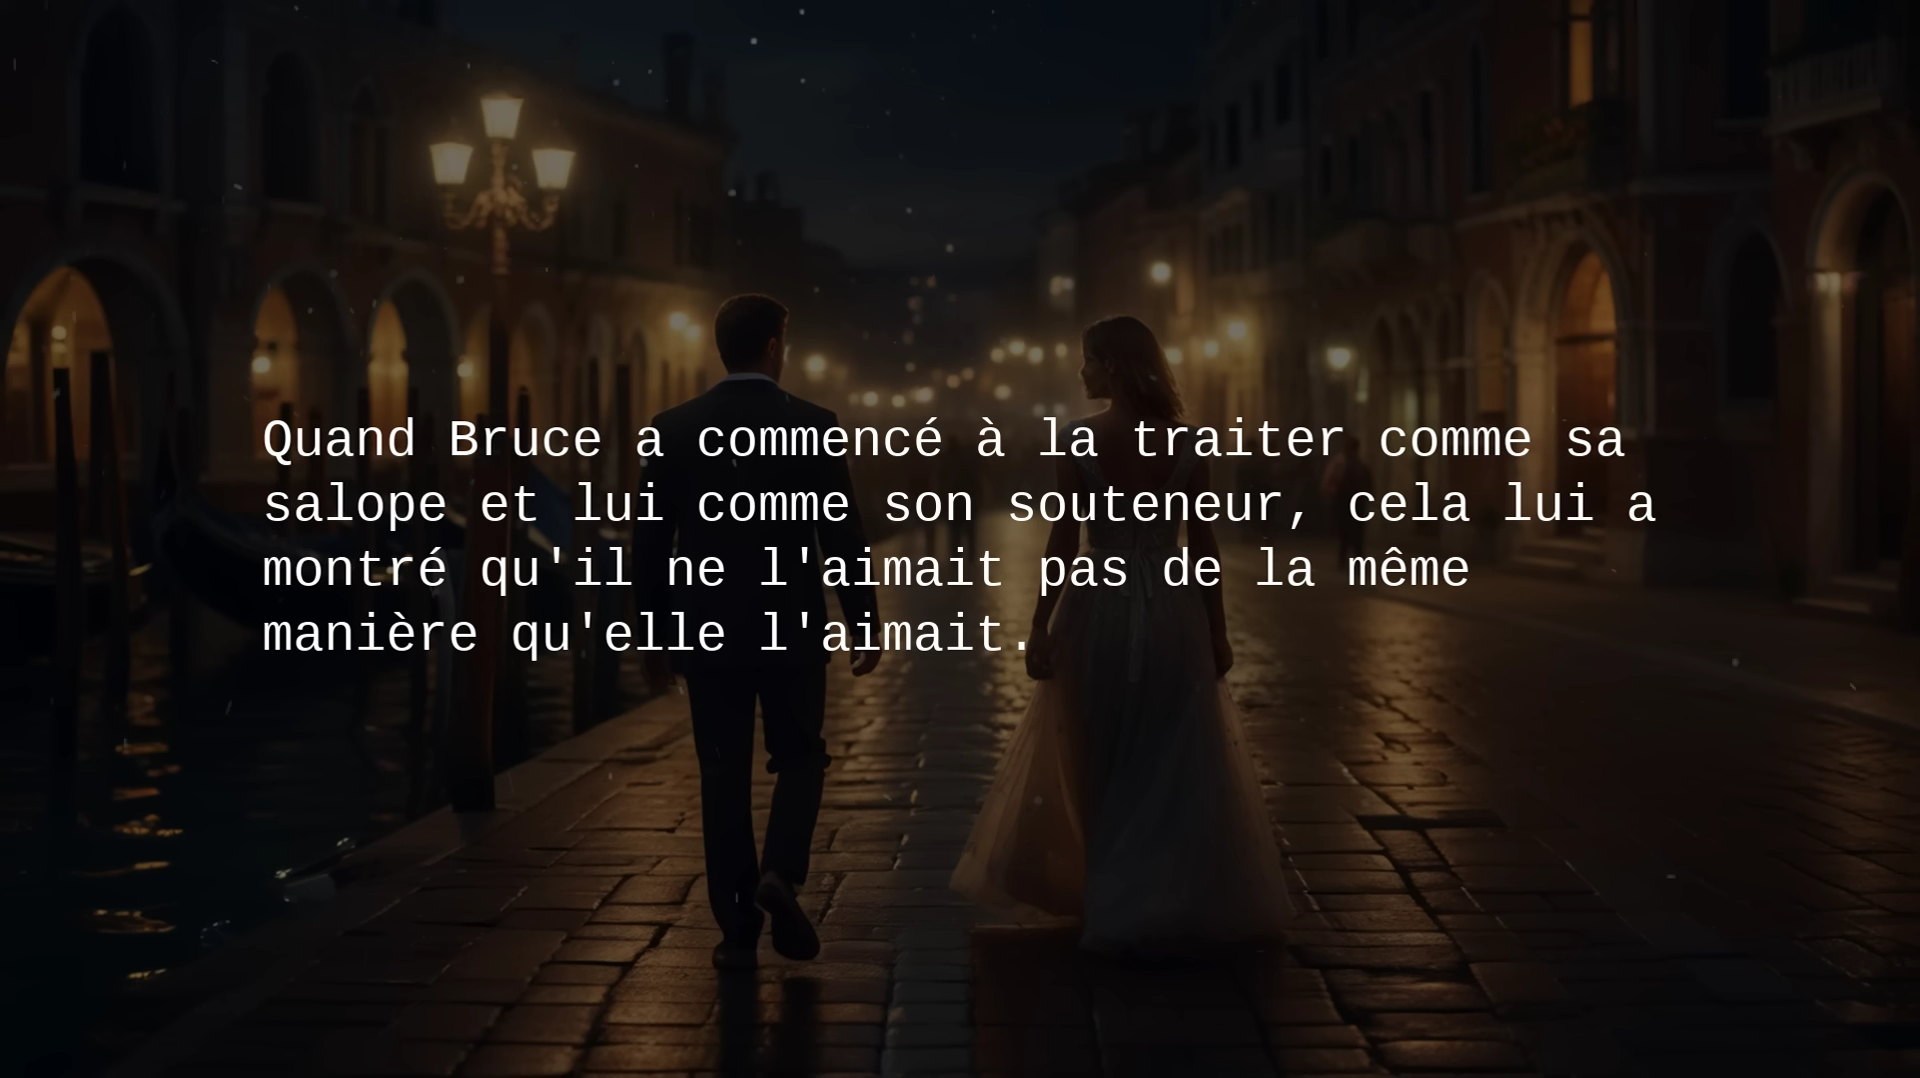 Quand Bruce a commencé à la traiter comme sa
salope et lui comme son souteneur, cela lui a
montré qu'il ne l'aimait pas de la même
manière qu'elle l'aimait.